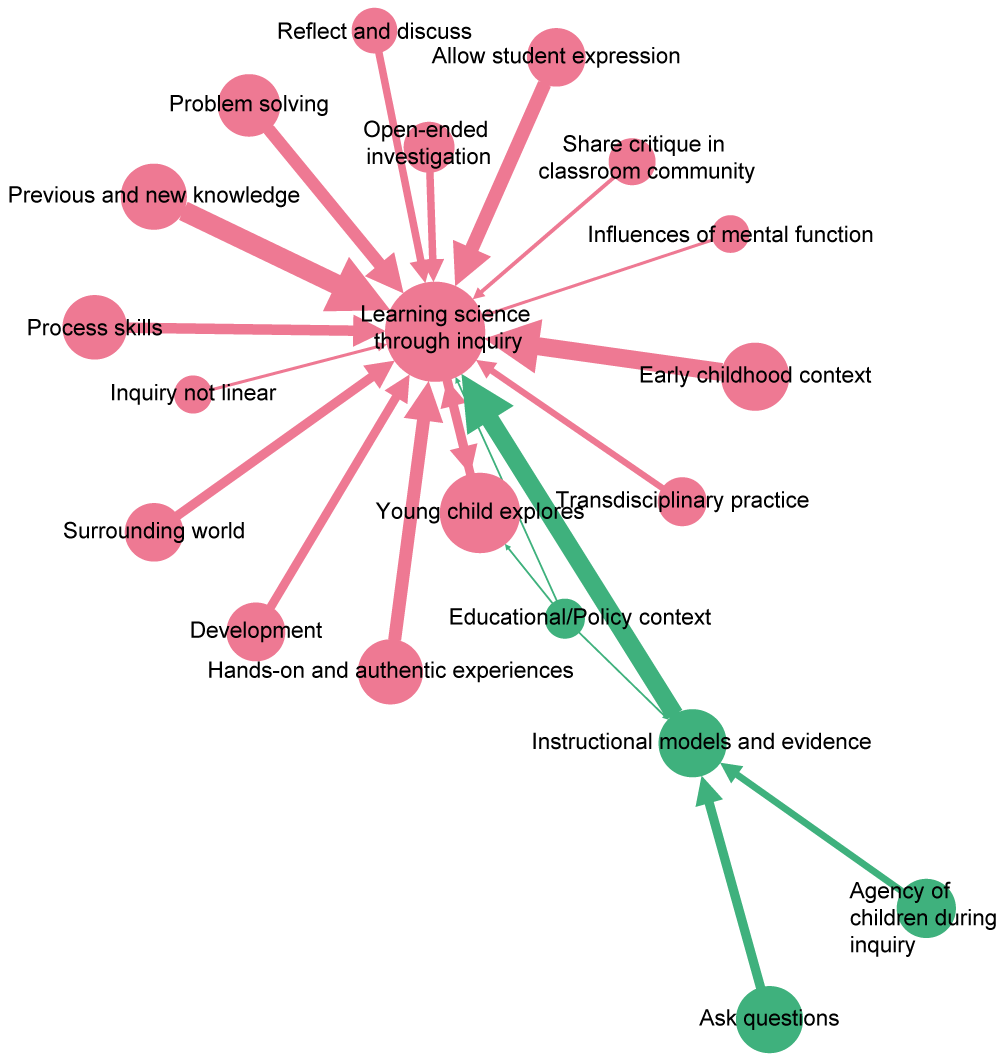 Reflect and discuss
Allow student expression
Problem solving
Open-ended
investigation
Share critique in
classroom community
Previous and new knowledge
Influences of mental function
Learning science
through inquiry
Process skills
Early childhood context
Inquiry not linear
Transdisciplinary practice
Young child explores
Surrounding world
Educational/Policy context
Development
Hands-on and authentic experiences
Instructional models and evidence
Agency of
children during
inquiry
Ask questions